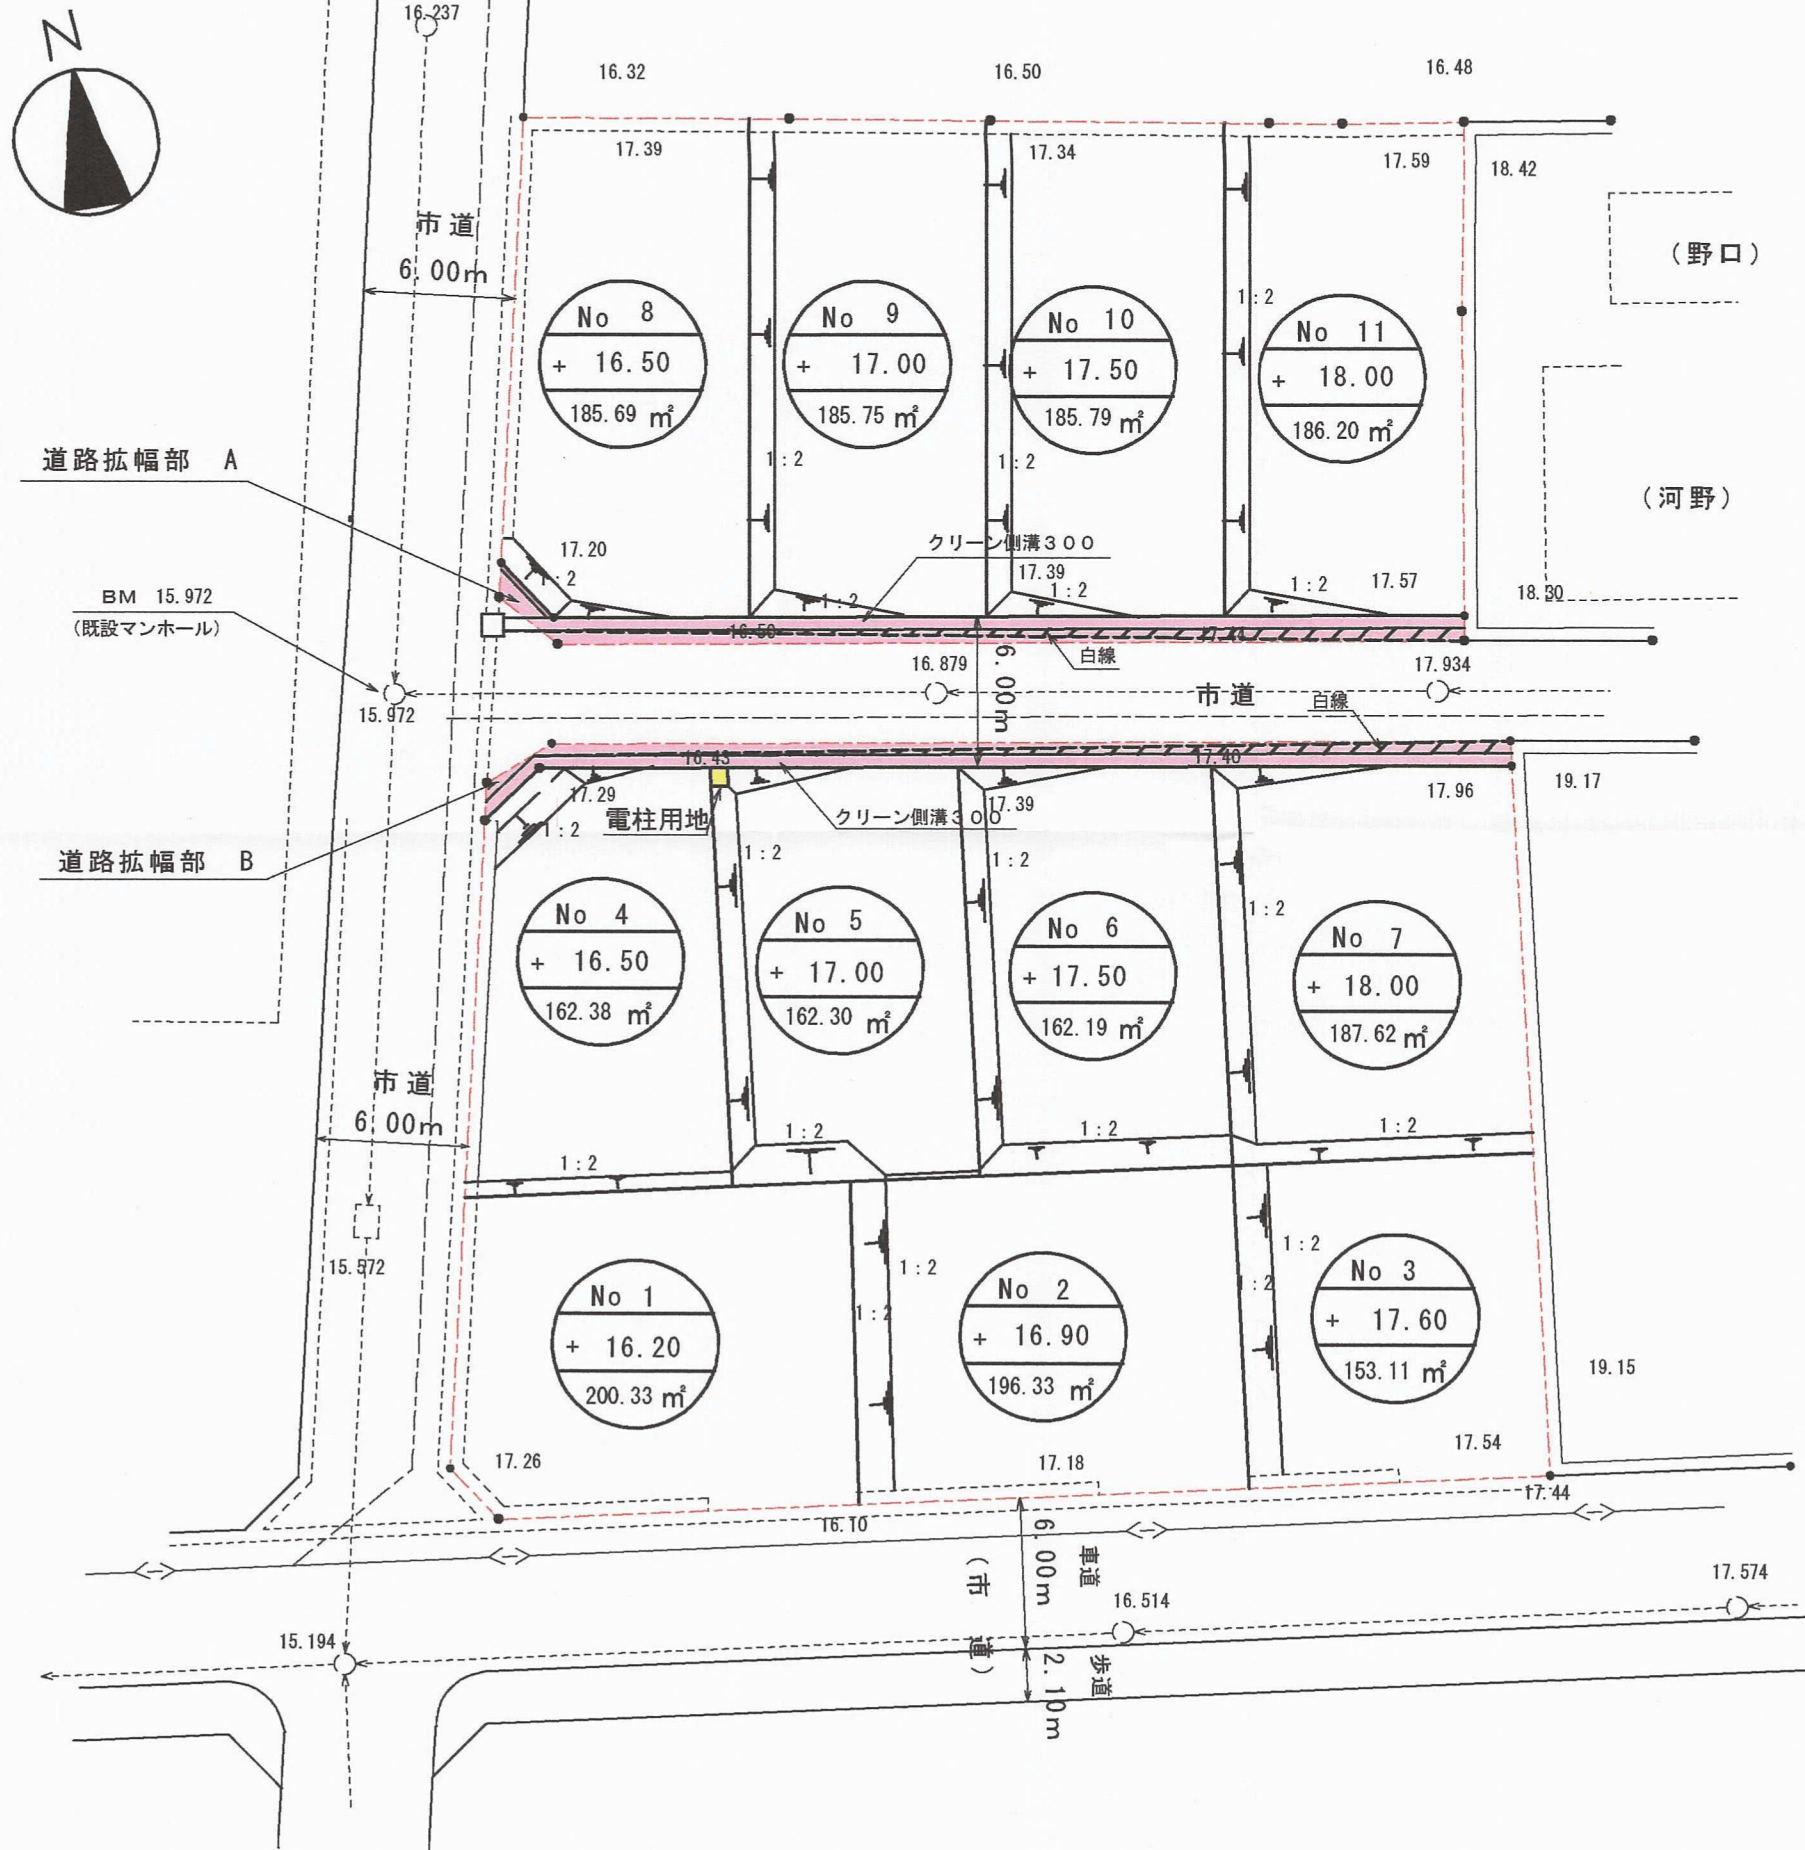 N
16.237
16.32
16.50
16.48
17.39
17.34
17.59
18.42
市道
6.00m
(野口)
No 8
+ 16.50
185.69 ㎡
No 9
+ 17.00
185.75 ㎡
No 10
+ 17.50
185.79 ㎡
No 11
+ 18.00
186.20 ㎡
1:2
1:2
1:2
(河野)
道路拡幅部 A
17.20
1:2
クリーン側溝300
17.39
1:2
1:2
1:2
17.57
18.30
BM 15.972
(既設マンホール)
16.50
17.44
白線
16.879
17.934
6.00m
市道
白線
15.972
16.43
17.40
17.29
電柱用地
クリーン側溝300
17.39
17.96
19.17
1:2
道路拡幅部 B
1:2
1:2
1:2
No 4
+ 16.50
162.38 ㎡
No 5
+ 17.00
162.30 ㎡
No 6
+ 17.50
162.19 ㎡
No 7
+ 18.00
187.62 ㎡
市道
6.00m
1:2
1:2
1:2
1:2
15.572
1:2
1:2
1:2
1:2
No 1
+ 16.20
200.33 ㎡
No 2
+ 16.90
196.33 ㎡
No 3
+ 17.60
153.11 ㎡
19.15
17.26
17.18
17.54
17.44
16.10
6.00m
車道
(市道)
16.514
17.574
15.194
歩道
2.10m